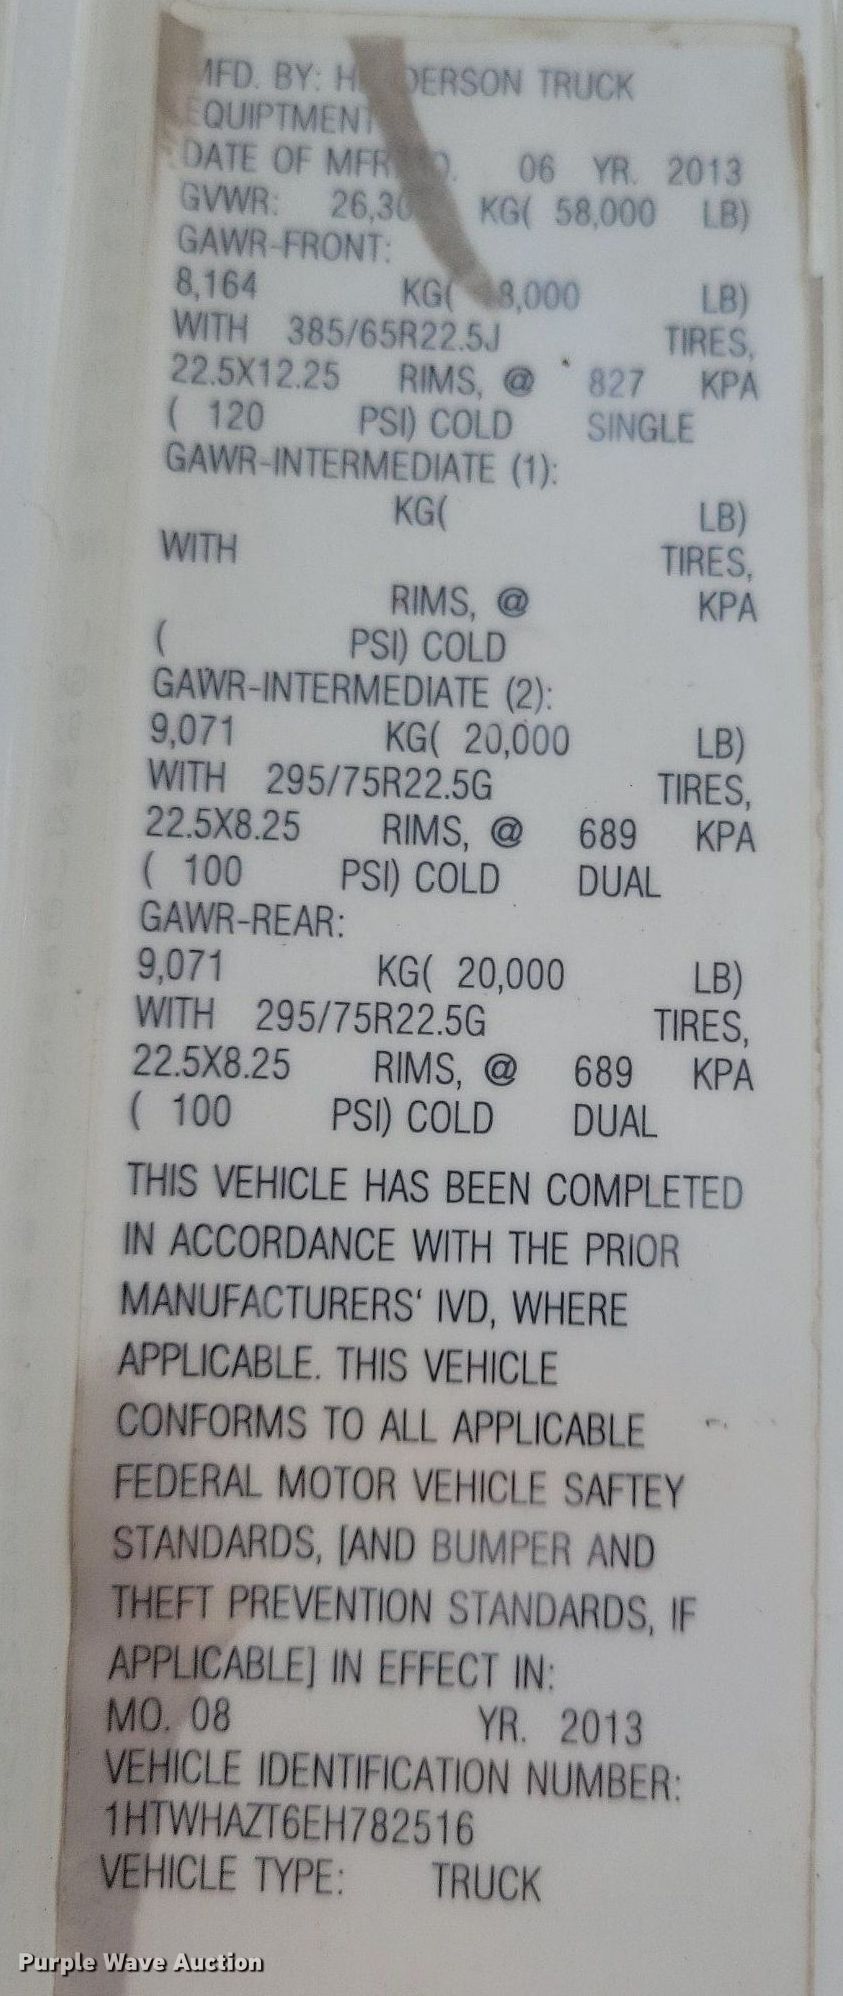 MFD. BY: HENDERSON TRUCK
EQUIPTMENT
DATE OF MFR MO. 06 YR. 2013
GVWR: KG( 58,000 LB)
GAWR-FRONT:
8,164 KG( 18,000 LB)
WITH 385/65R22.5J TIRES,
22.5X12.25 RIMS, @ 827 KPA
( 120 PSI) COLD SINGLE
GAWR-INTERMEDIATE (1):
KG( LB)
WITH TIRES,
RIMS, @ KPA
( PSI) COLD
GAWR-INTERMEDIATE (2):
9,071 KG( 20,000 LB)
WITH 295/75R22.5G TIRES,
22.5X8.25 RIMS, @ 689 KPA
( 100 PSI) COLD DUAL
GAWR-REAR:
9,071 KG( 20,000 LB)
WITH 295/75R22.5G TIRES,
22.5X8.25 RIMS, @ 689 KPA
( 100 PSI) COLD DUAL
THIS VEHICLE HAS BEEN COMPLETED
IN ACCORDANCE WITH THE PRIOR
MANUFACTURERS' IVD, WHERE
APPLICABLE. THIS VEHICLE
CONFORMS TO ALL APPLICABLE
FEDERAL MOTOR VEHICLE SAFTEY
STANDARDS, [AND BUMPER AND
THEFT PREVENTION STANDARDS, IF
APPLICABLE] IN EFFECT IN:
MO. 08 YR. 2013
VEHICLE IDENTIFICATION NUMBER:
1HTWHAZT6EH782516
VEHICLE TYPE: TRUCK
Purple Wave Auction